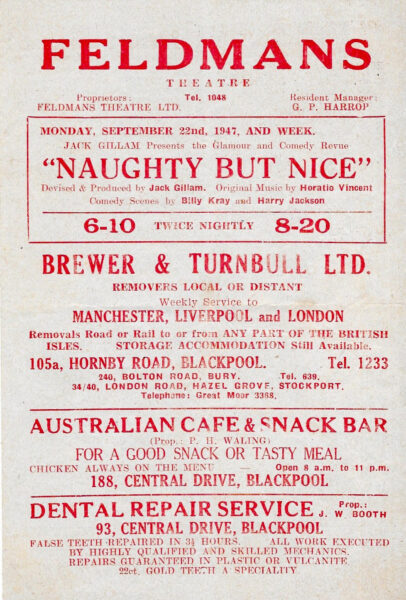 FELDMANS
THEATRE
Proprietors: Tel. 1048 Resident Manager:
FELDMANS THEATRE LTD. G. P. HARROP
MONDAY, SEPTEMBER 22nd, 1947, AND WEEK.
JACK GILLAM Presents the Glamour and Comedy Revue
"NAUGHTY BUT NICE"
Devised & Produced by Jack Gillam. Original Music by Horatio Vincent
Comedy Scenes by Billy Kray and Harry Jackson
6-10 TWICE NIGHTLY 8-20
BREWER & TURNBULL LTD.
REMOVERS LOCAL OR DISTANT
Weekly Service to
MANCHESTER, LIVERPOOL and LONDON
Removals Road or Rail to or from ANY PART OF THE BRITISH
ISLES. STORAGE ACCOMMODATION Still Available.
105a, HORNBY ROAD, BLACKPOOL. Tel. 1233
240, BOLTON ROAD, BURY. Tel. 639.
34/40, LONDON ROAD, HAZEL GROVE, STOCKPORT.
Telephone: Great Moor 3368.
AUSTRALIAN CAFE & SNACK BAR
(Prop.: P. H. WALING)
FOR A GOOD SNACK OR TASTY MEAL
CHICKEN ALWAYS ON THE MENU — Open 8 a.m. to 11 p.m.
188, CENTRAL DRIVE, BLACKPOOL
DENTAL REPAIR SERVICE Prop.: J. W BOOTH
93, CENTRAL DRIVE, BLACKPOOL
FALSE TEETH REPAIRED IN 3½ HOURS. ALL WORK EXECUTED
BY HIGHLY QUALIFIED AND SKILLED MECHANICS.
REPAIRS GUARANTEED IN PLASTIC OR VULCANITE
22ct. GOLD TEETH A SPECIALITY